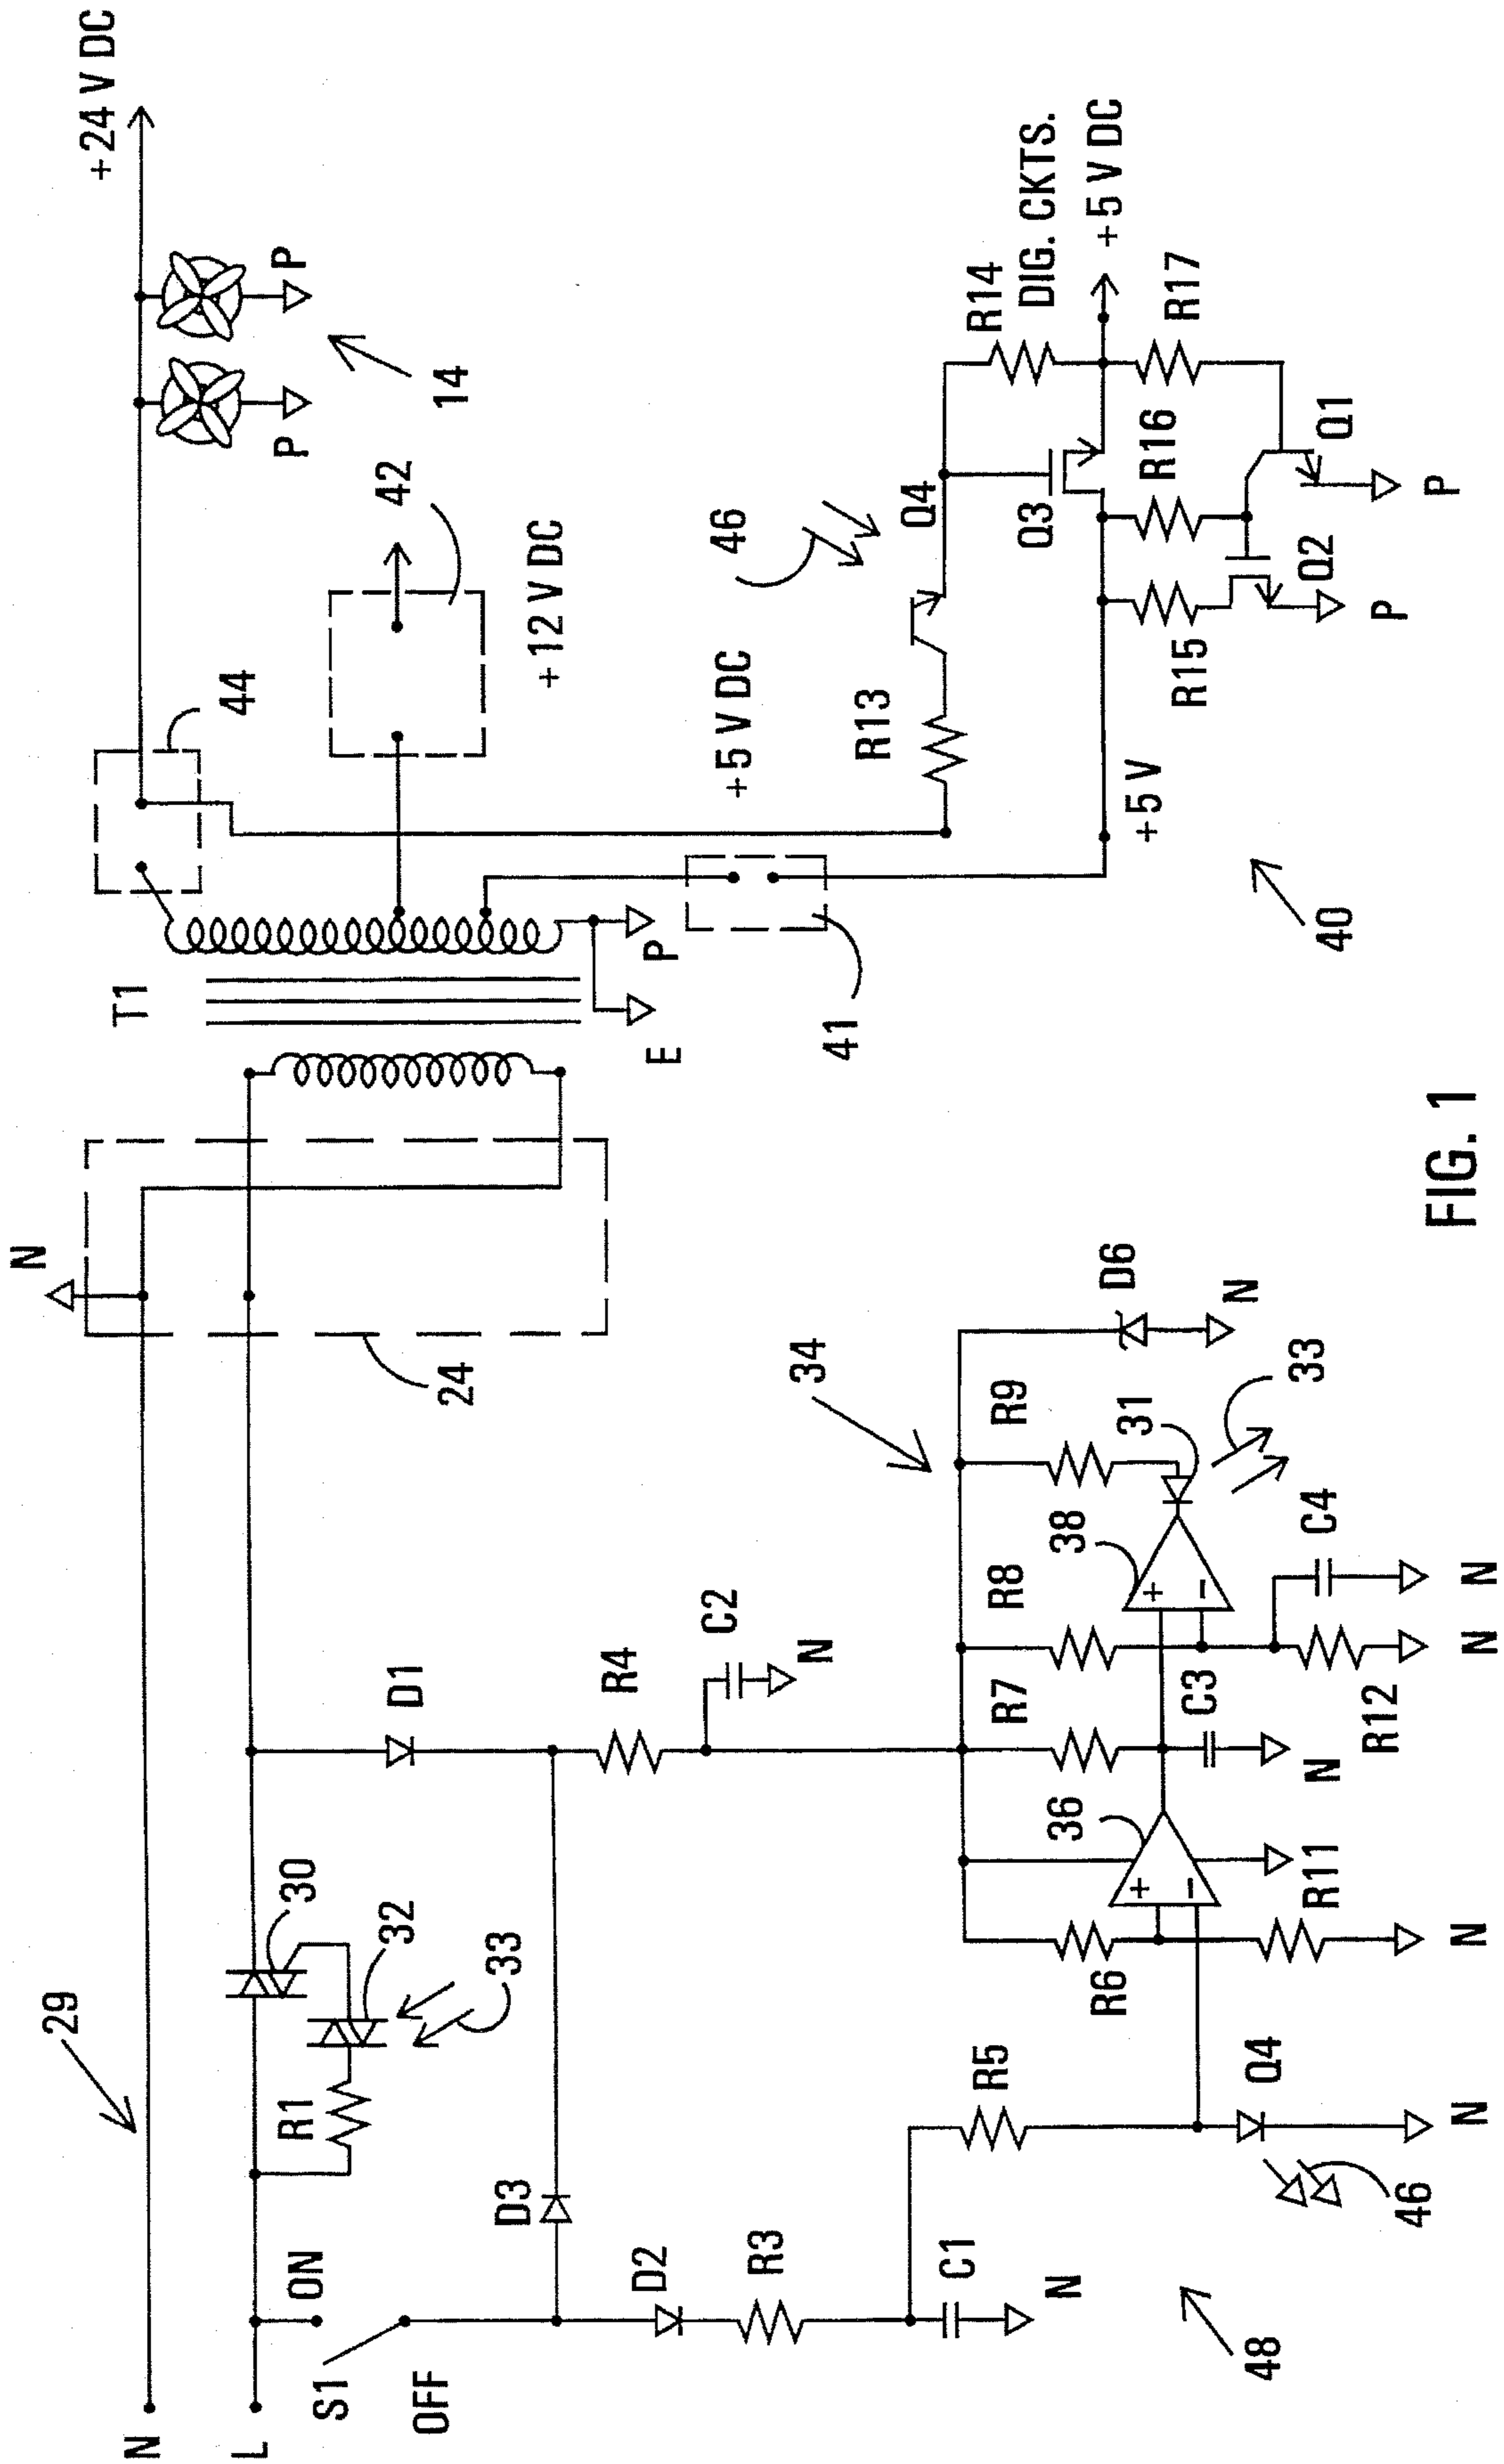 N
L
S1
ON
OFF
29
R1
30
32
33
D3
D2
R3
C1
N
48
D1
R4
C2
N
R5
Q4
46
N
R6
R11
N
36
+
−
R7
C3
N
R8
R12
N
38
+
−
C4
N
R9
31
33
34
D6
N
N
24
T1
E
P
44
42
+12 V DC
41
+5 V DC
+24 V DC
P
P
14
R13
46
Q4
Q3
R14
DIG. CKTS.
+5 V DC
R17
R16
R15
Q1
Q2
P
P
+5 V
40
FIG. 1